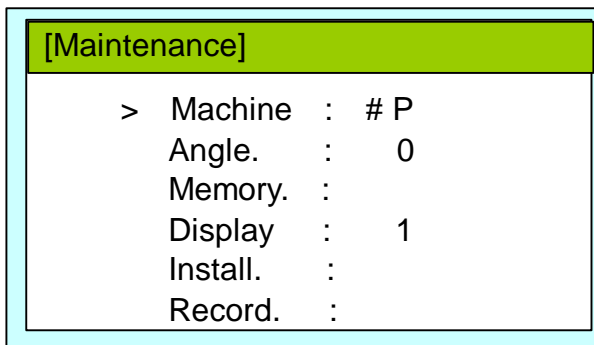 [Maintenance]
> Machine : # P
Angle. : 0
Memory. :
Display : 1
Install. :
Record. :